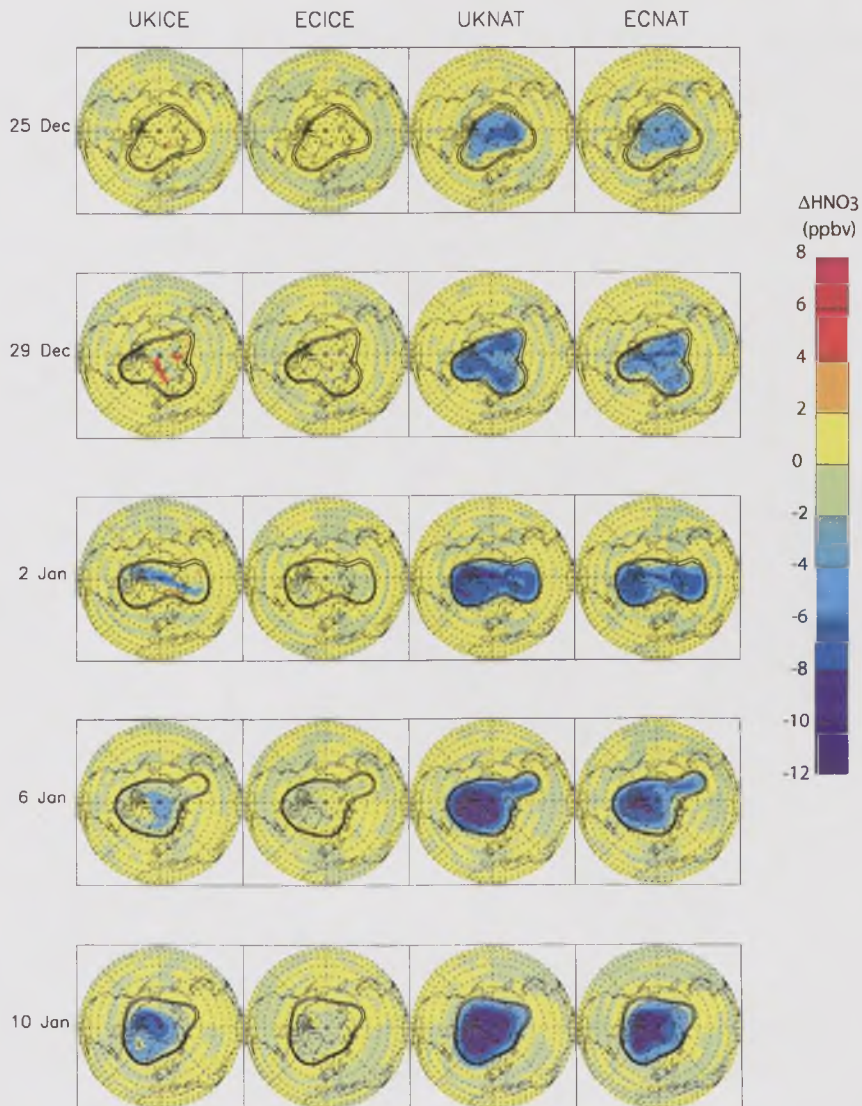 UKICE ECICE UKNAT ECNAT
25 Dec
29 Dec
2 Jan
6 Jan
10 Jan
ΔHNO3
(ppbv)
8
6
4
2
0
-2
-4
-6
-8
-10
-12